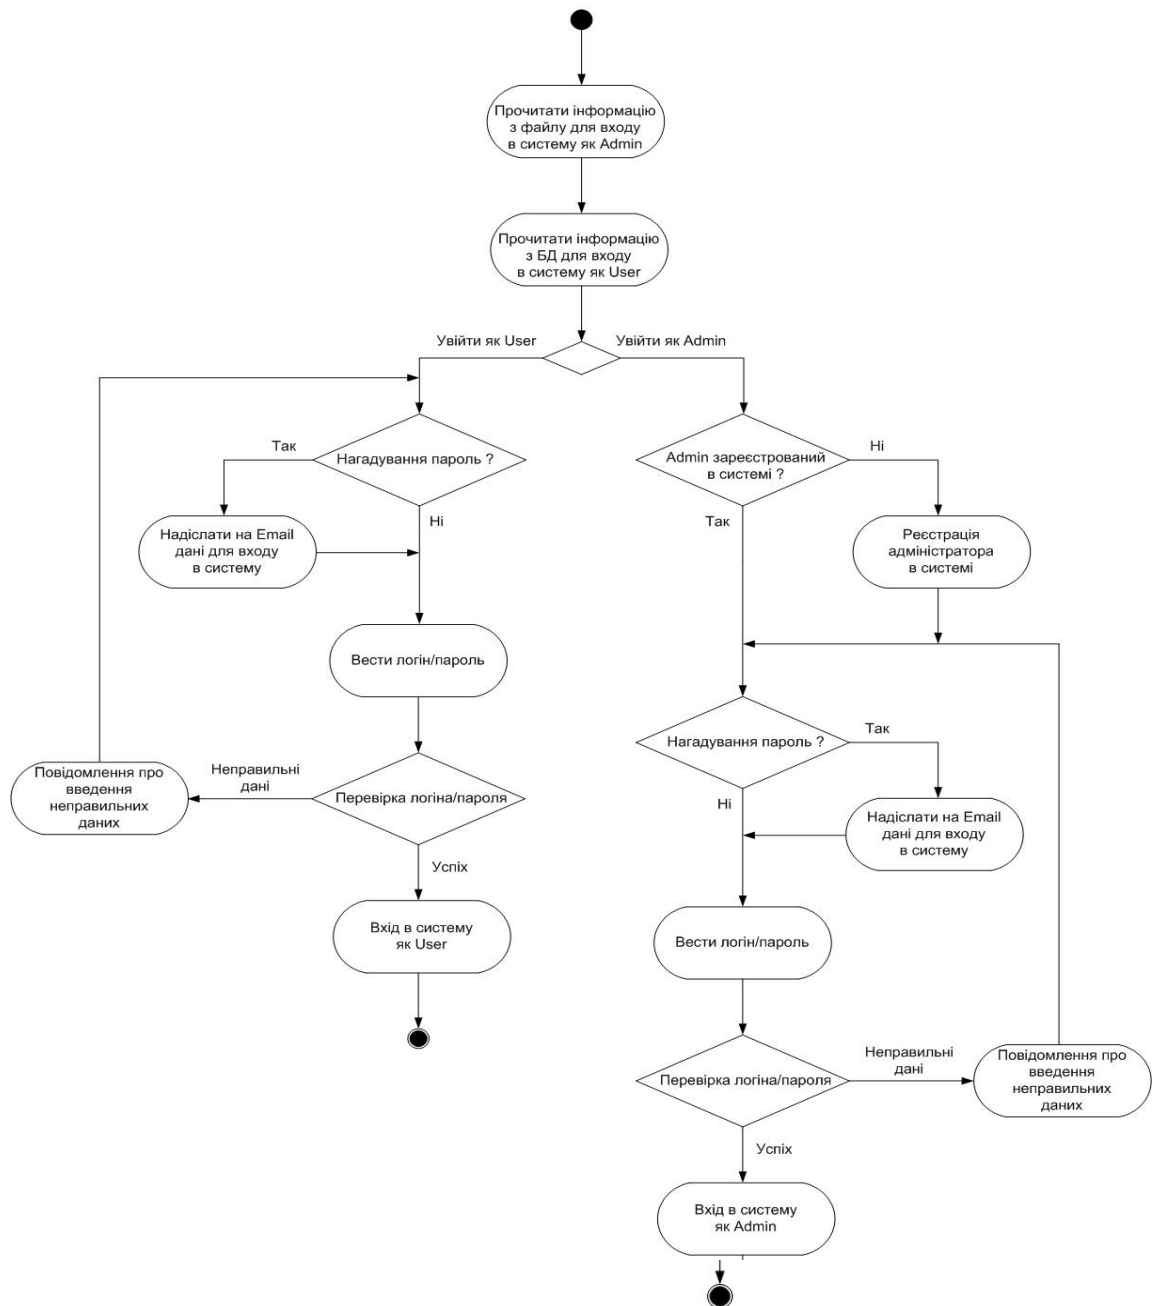 Прочитати інформацію
з файлу для входу
в систему як Admin
Прочитати інформацію
з БД для входу
в систему як User
Увійти як User
Увійти як Admin
Так
Нагадування пароль ?
Ні
Надіслати на Email
дані для входу
в систему
Вести логін/пароль
Перевірка логіна/пароля
Неправильні
дані
Повідомлення про
введення
неправильних
даних
Успіх
Вхід в систему
як User
Admin зареєстрований
в системі ?
Ні
Так
Реєстрація
адміністратора
в системі
Нагадування пароль ?
Так
Ні
Надіслати на Email
дані для входу
в систему
Вести логін/пароль
Перевірка логіна/пароля
Неправильні
дані
Повідомлення про
введення
неправильних
даних
Успіх
Вхід в систему
як Admin